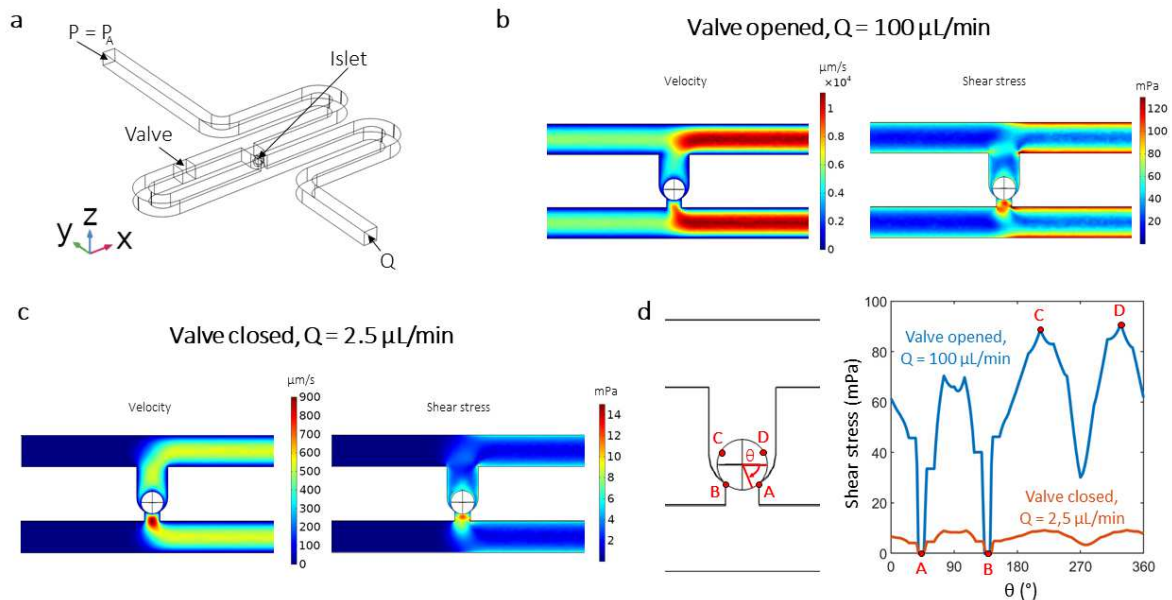 a
P = P_A
Islet
Valve
y
z
x
Q
b
Valve opened, Q = 100 µL/min
Velocity
µm/s
×10⁴
1
0.8
0.6
0.4
0.2
0
Shear stress
mPa
120
100
80
60
40
20
c
Valve closed, Q = 2.5 µL/min
Velocity
µm/s
900
800
700
600
500
400
300
200
100
0
Shear stress
mPa
14
12
10
8
6
4
2
d
C
D
θ
B
A
Shear stress (mPa)
100
80
60
40
20
0
C
D
Valve opened,
Q = 100 µL/min
Valve closed,
Q = 2,5 µL/min
A
B
0
90
180
270
360
θ (°)